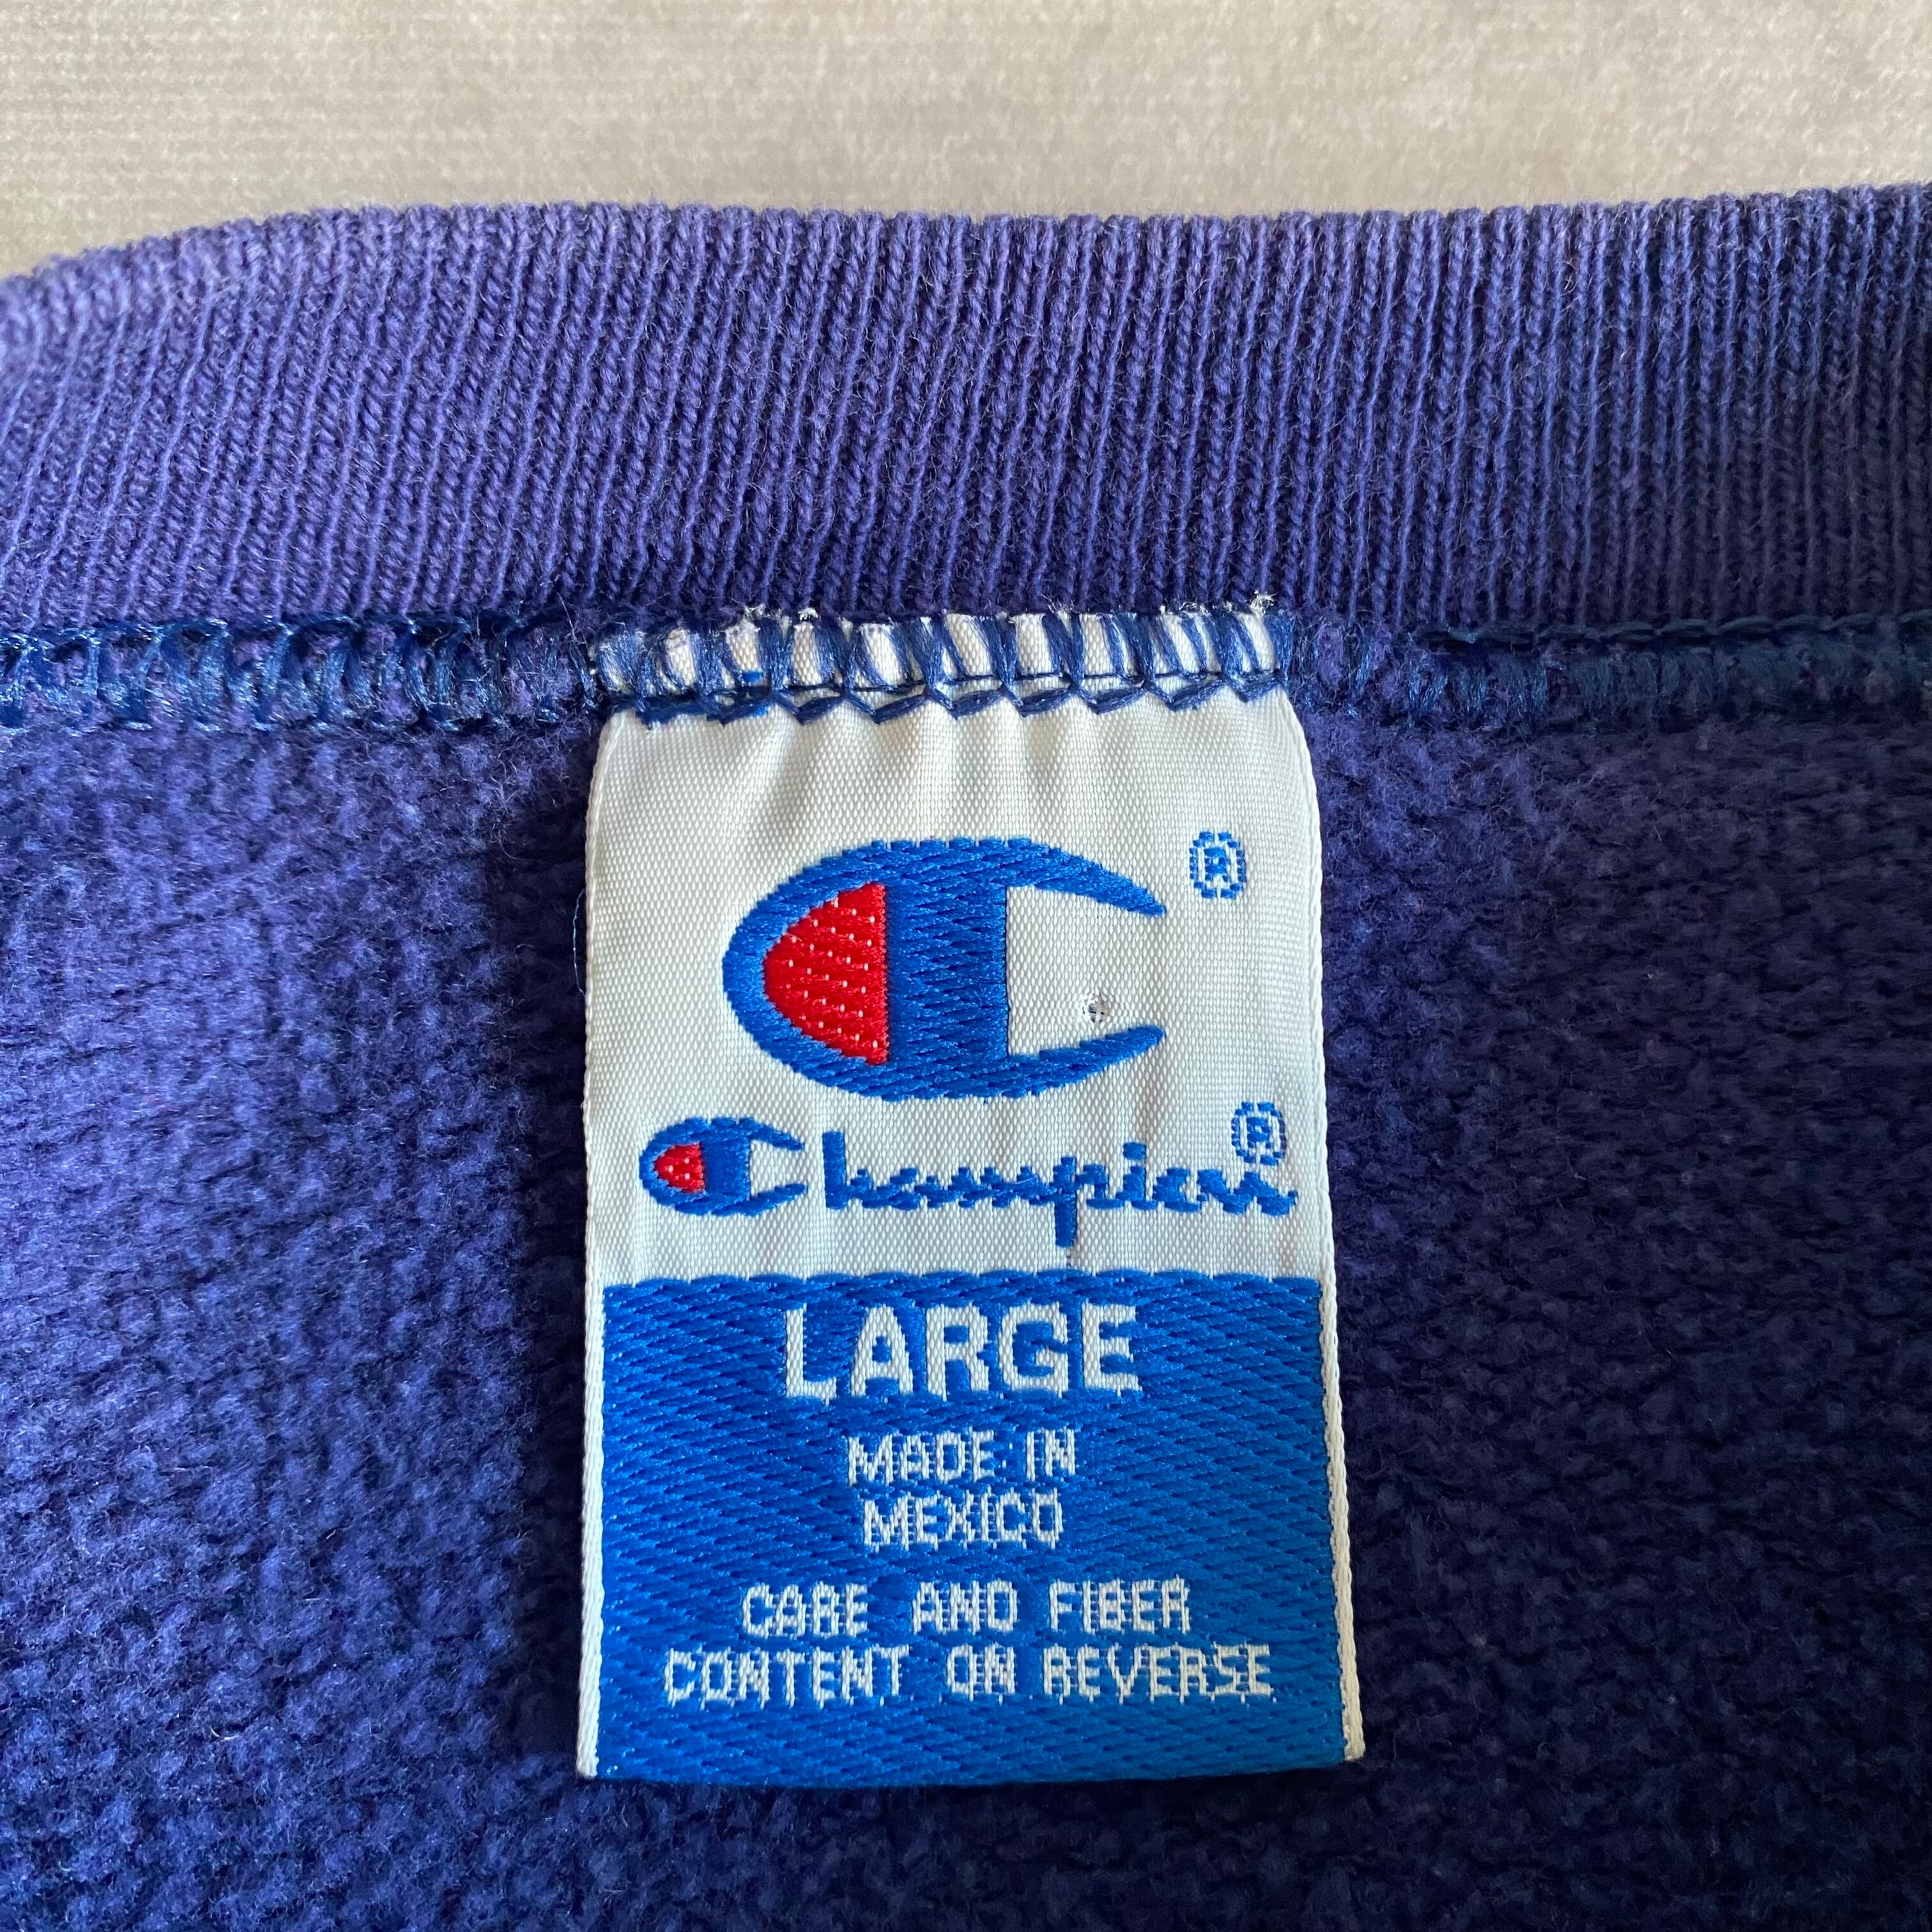 ®
Champion®
LARGE
MADE IN
MEXICO
CARE AND FIBER
CONTENT ON REVERSE